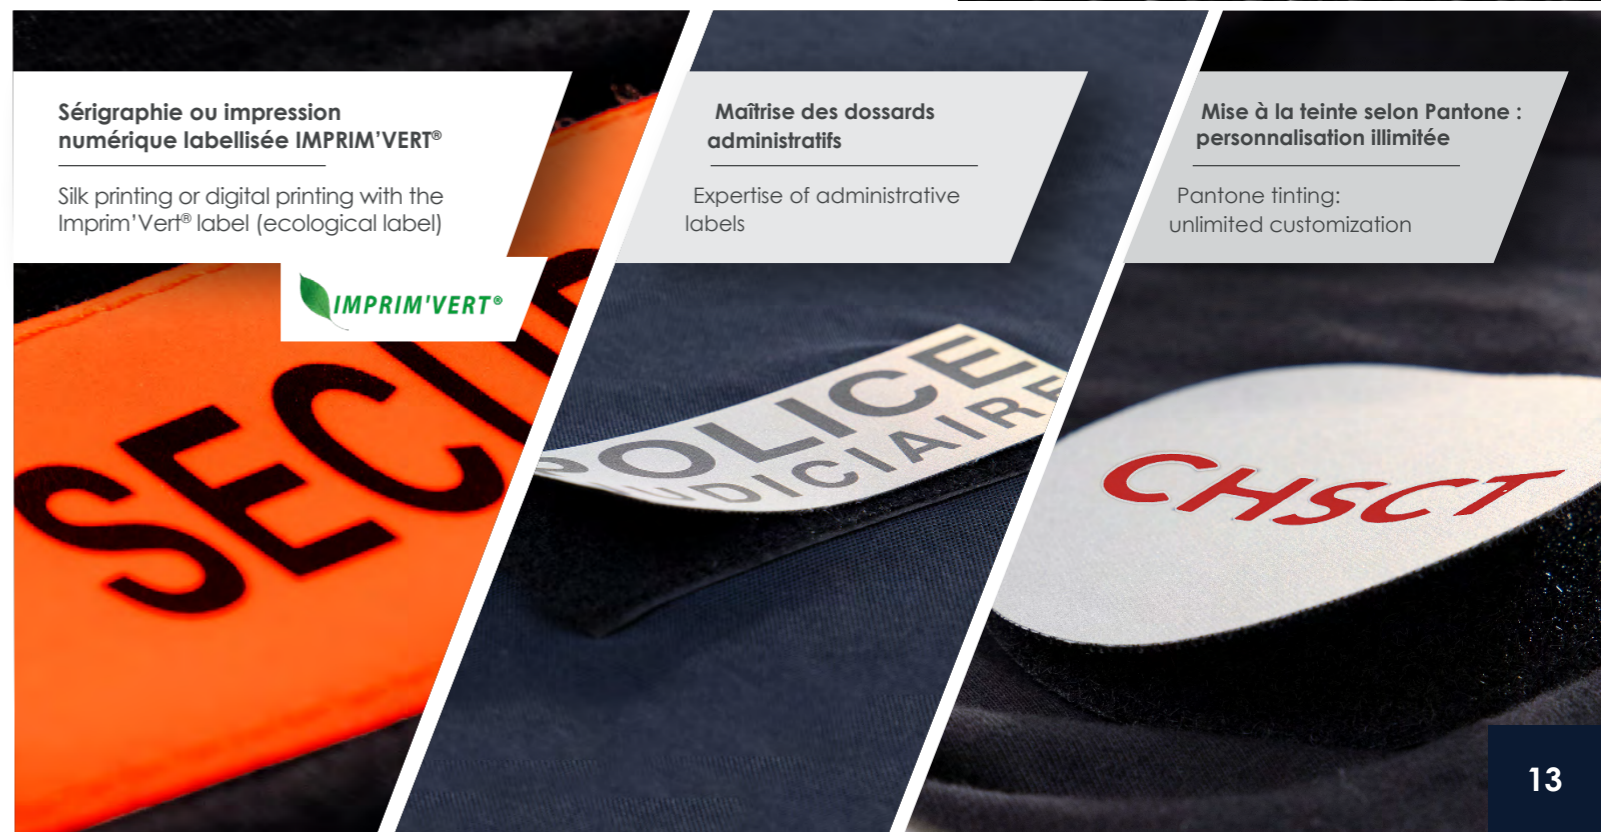 Sérigraphie ou impression
numérique labellisée IMPRIM'VERT®
Silk printing or digital printing with the
Imprim'Vert® label (ecological label)
IMPRIM'VERT®
Maîtrise des dossards
administratifs
Expertise of administrative
labels
Mise à la teinte selon Pantone :
personnalisation illimitée
Pantone tinting:
unlimited customization
POLICE
CHSCT
13